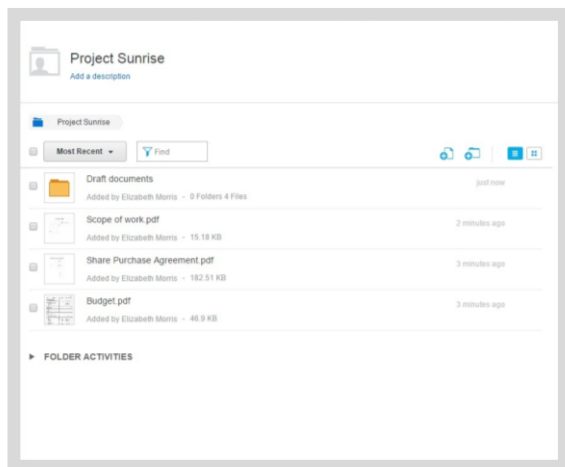 Project Sunrise
Add a description
Project Sunrise
Most Recent
Find
Draft documents
just now
Added by Elizabeth Morris - 0 Folders 4 Files
Scope of work.pdf
2 minutes ago
Added by Elizabeth Morris - 15.18 KB
Share Purchase Agreement.pdf
3 minutes ago
Added by Elizabeth Morris - 182.51 KB
Budget.pdf
3 minutes ago
Added by Elizabeth Morris - 46.9 KB
FOLDER ACTIVITIES